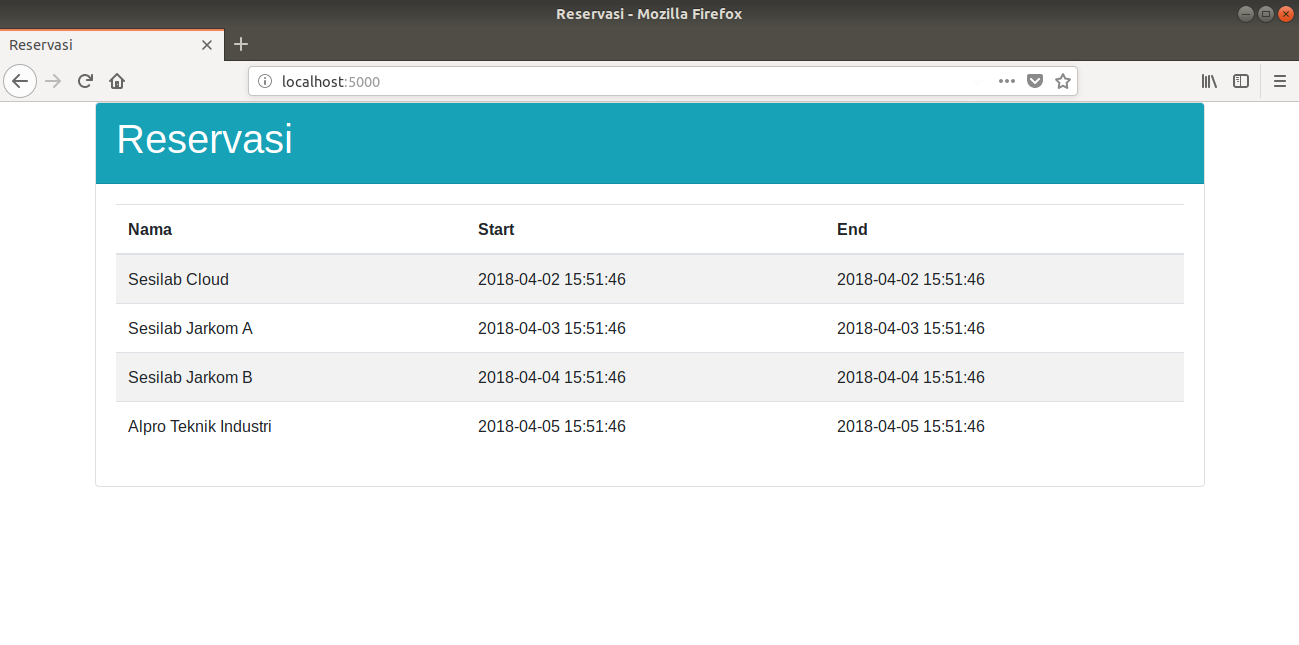 Reservasi - Mozilla Firefox
Reservasi
localhost:5000
Reservasi
Nama Start End
Sesilab Cloud 2018-04-02 15:51:46 2018-04-02 15:51:46
Sesilab Jarkom A 2018-04-03 15:51:46 2018-04-03 15:51:46
Sesilab Jarkom B 2018-04-04 15:51:46 2018-04-04 15:51:46
Alpro Teknik Industri 2018-04-05 15:51:46 2018-04-05 15:51:46